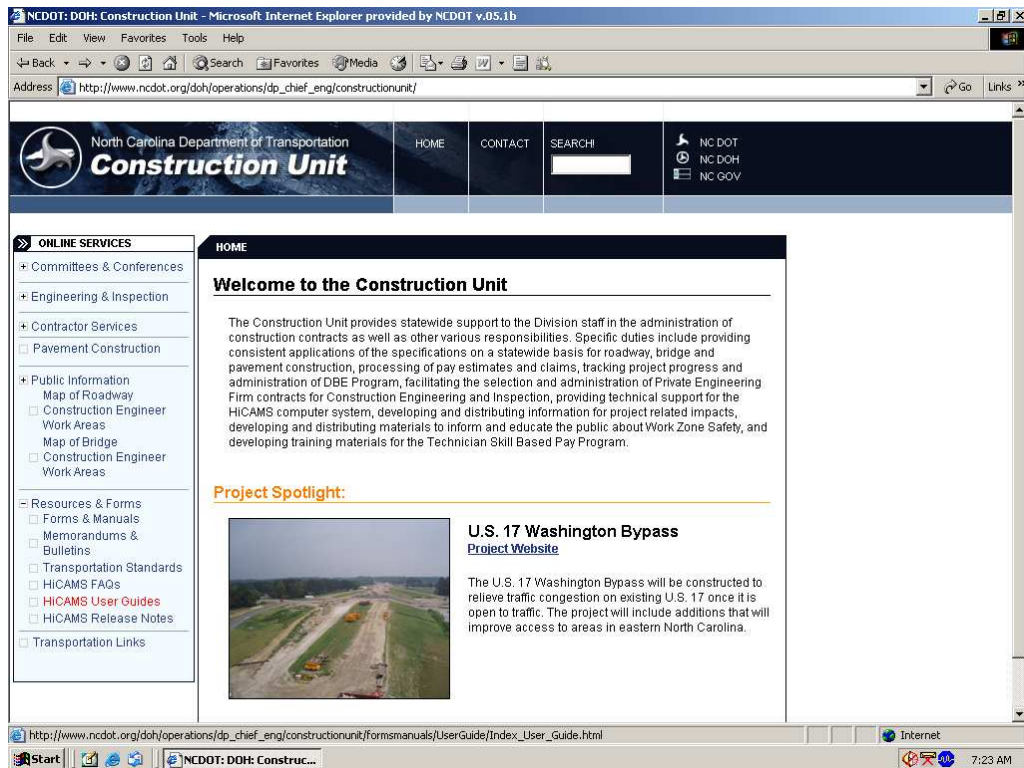 NCDOT: DOH: Construction Unit - Microsoft Internet Explorer provided by NCDOT v.05.1b
File Edit View Favorites Tools Help
Back Search Favorites Media
Address http://www.ncdot.org/doh/operations/dp_chief_eng/constructionunit/ Go Links »
North Carolina Department of Transportation
Construction Unit
HOME CONTACT SEARCH!
NC DOT
NC DOH
NC GOV
ONLINE SERVICES
Committees & Conferences
Engineering & Inspection
Contractor Services
Pavement Construction
Public Information
Map of Roadway
Construction Engineer
Work Areas
Map of Bridge
Construction Engineer
Work Areas
Resources & Forms
Forms & Manuals
Memorandums &
Bulletins
Transportation Standards
HiCAMS FAQs
HiCAMS User Guides
HiCAMS Release Notes
Transportation Links
HOME
Welcome to the Construction Unit
The Construction Unit provides statewide support to the Division staff in the administration of
construction contracts as well as other various responsibilities. Specific duties include providing
consistent applications of the specifications on a statewide basis for roadway, bridge and
pavement construction, processing of pay estimates and claims, tracking project progress and
administration of DBE Program, facilitating the selection and administration of Private Engineering
Firm contracts for Construction Engineering and Inspection, providing technical support for the
HiCAMS computer system, developing and distributing information for project related impacts,
developing and distributing materials to inform and educate the public about Work Zone Safety, and
developing training materials for the Technician Skill Based Pay Program.
Project Spotlight:
U.S. 17 Washington Bypass
Project Website
The U.S. 17 Washington Bypass will be constructed to
relieve traffic congestion on existing U.S. 17 once it is
open to traffic. The project will include additions that will
improve access to areas in eastern North Carolina.
http://www.ncdot.org/doh/operations/dp_chief_eng/constructionunit/formsmanuals/UserGuide/Index_User_Guide.html Internet
Start NCDOT: DOH: Construc... 7:23 AM